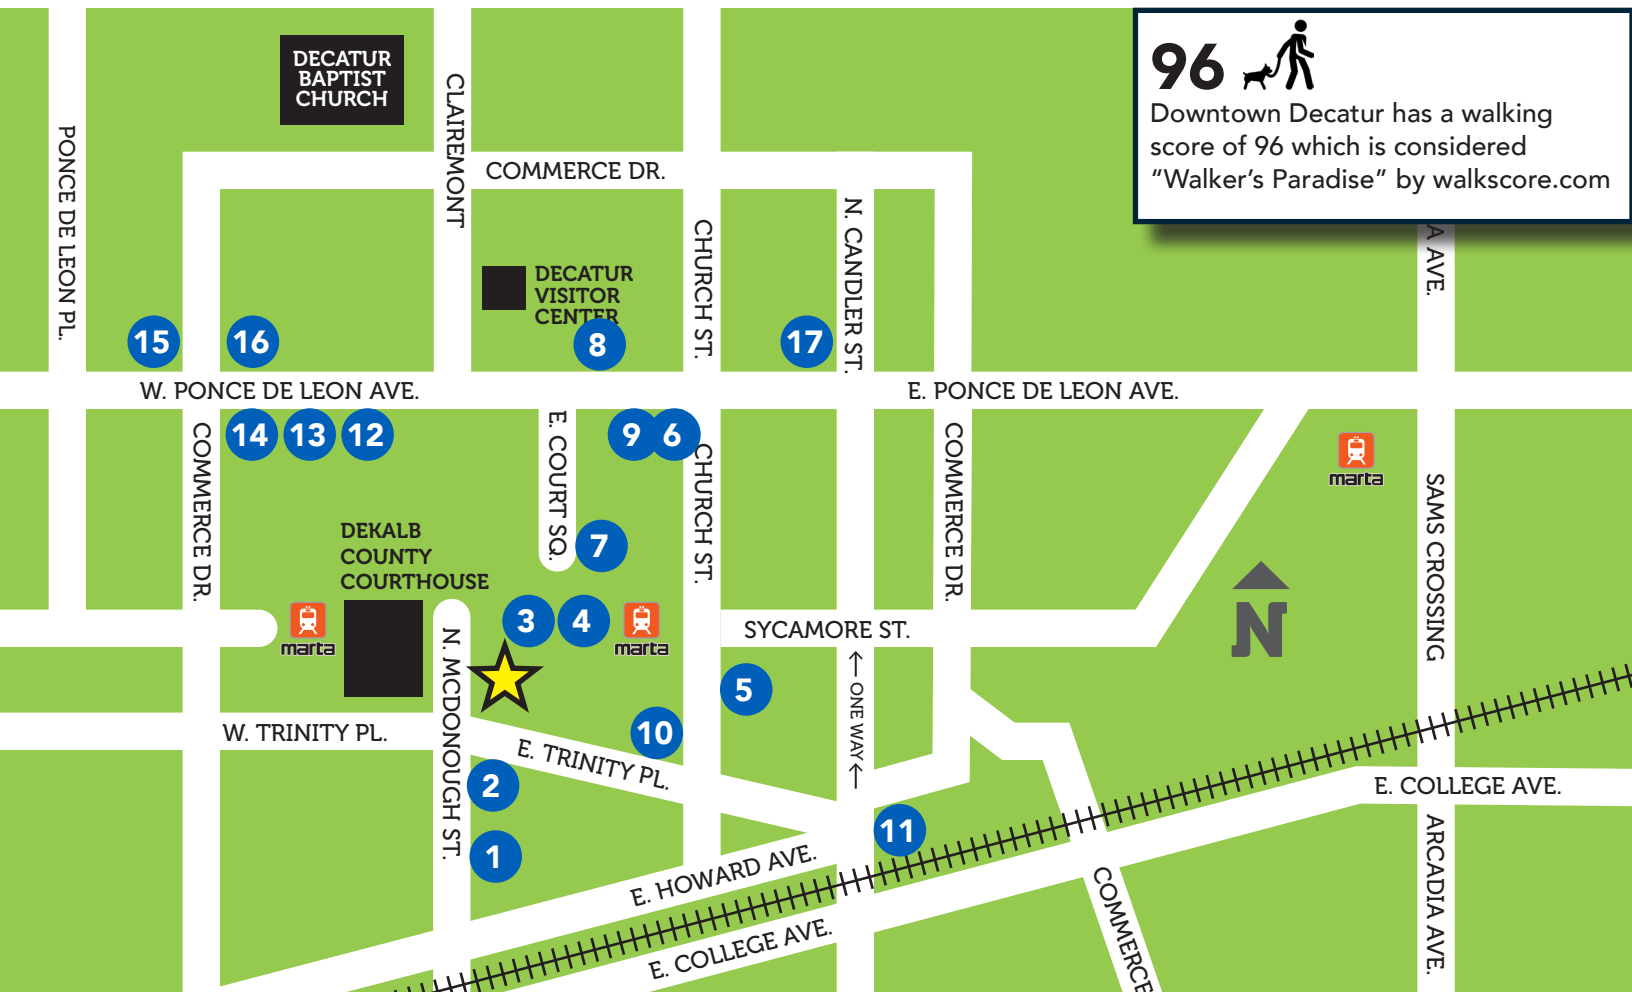 96
Downtown Decatur has a walking
score of 96 which is considered
“Walker’s Paradise” by walkscore.com
DECATUR
BAPTIST
CHURCH
CLAIREMONT
PONCE DE LEON PL.
COMMERCE DR.
N. CANDLER ST.
CHURCH ST.
A AVE.
DECATUR
VISITOR
CENTER
15
16
8
17
W. PONCE DE LEON AVE.
E. PONCE DE LEON AVE.
14
13
12
9
6
COMMERCE DR.
E. COURT SQ.
CHURCH ST.
COMMERCE DR.
marta
SAMS CROSSING
DEKALB
COUNTY
COURTHOUSE
7
3
4
marta
marta
N
SYCAMORE ST.
N. MCDONOUGH ST.
5
ONE WAY
10
W. TRINITY PL.
E. TRINITY PL.
2
1
11
E. COLLEGE AVE.
E. HOWARD AVE.
E. COLLEGE AVE.
COMMERCE
ARCADIA AVE.